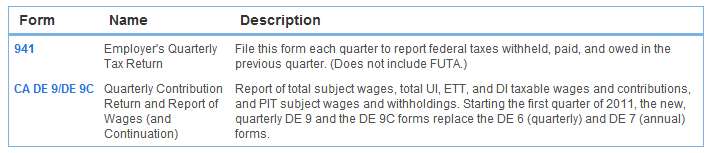 Form Name Description
941 Employer's Quarterly File this form each quarter to report federal taxes withheld, paid, and owed in the
Tax Return previous quarter. (Does not include FUTA.)
CA DE 9/DE 9C Quarterly Contribution Report of total subject wages, total UI, ETT, and DI taxable wages and contributions,
Return and Report of and PIT subject wages and withholdings. Starting the first quarter of 2011, the new,
Wages (and quarterly DE 9 and the DE 9C forms replace the DE 6 (quarterly) and DE 7 (annual)
Continuation) forms.